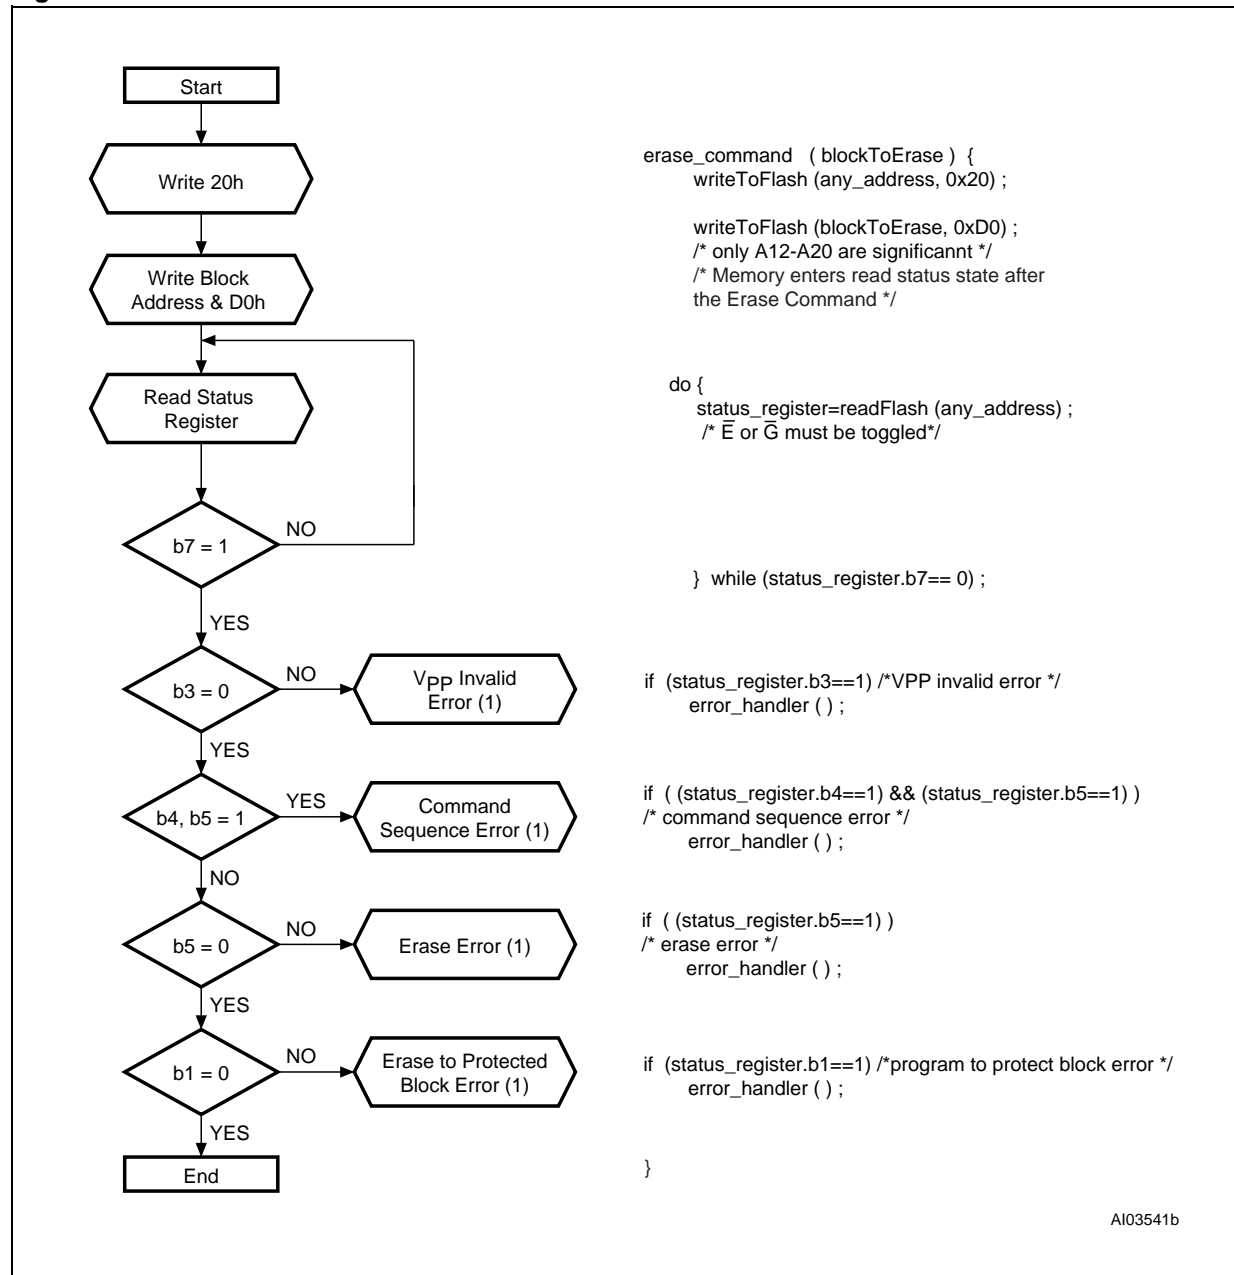 Start
Write 20h
Write Block
Address & D0h
Read Status
Register
NO
b7 = 1
YES
b3 = 0
NO
VPP Invalid
Error (1)
YES
b4, b5 = 1
YES
Command
Sequence Error (1)
NO
b5 = 0
NO
Erase Error (1)
YES
b1 = 0
NO
Erase to Protected
Block Error (1)
YES
End
erase_command ( blockToErase ) {
writeToFlash (any_address, 0x20) ;
writeToFlash (blockToErase, 0xD0) ;
/* only A12-A20 are significannt */
/* Memory enters read status state after
the Erase Command */
do {
status_register=readFlash (any_address) ;
/* E̅ or G̅ must be toggled*/
} while (status_register.b7== 0) ;
if (status_register.b3==1) /*VPP invalid error */
error_handler ( ) ;
if ( (status_register.b4==1) && (status_register.b5==1) )
/* command sequence error */
error_handler ( ) ;
if ( (status_register.b5==1) )
/* erase error */
error_handler ( ) ;
if (status_register.b1==1) /*program to protect block error */
error_handler ( ) ;
}
AI03541b